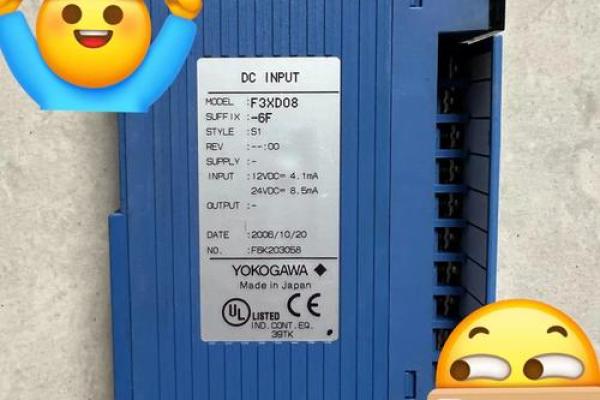 DC INPUT
MODEL :F3XD08
SUFFIX :-6F
STYLE :S1
REV :--:00
SUPPLY :-
INPUT :12VDC= 4.1mA
24VDC= 8.5mA
OUTPUT :-
DATE :2006/10/20
NO. :F6K203058
YOKOGAWA
Made in Japan
UL LISTED CE
IND.CONT.EQ.
39TK